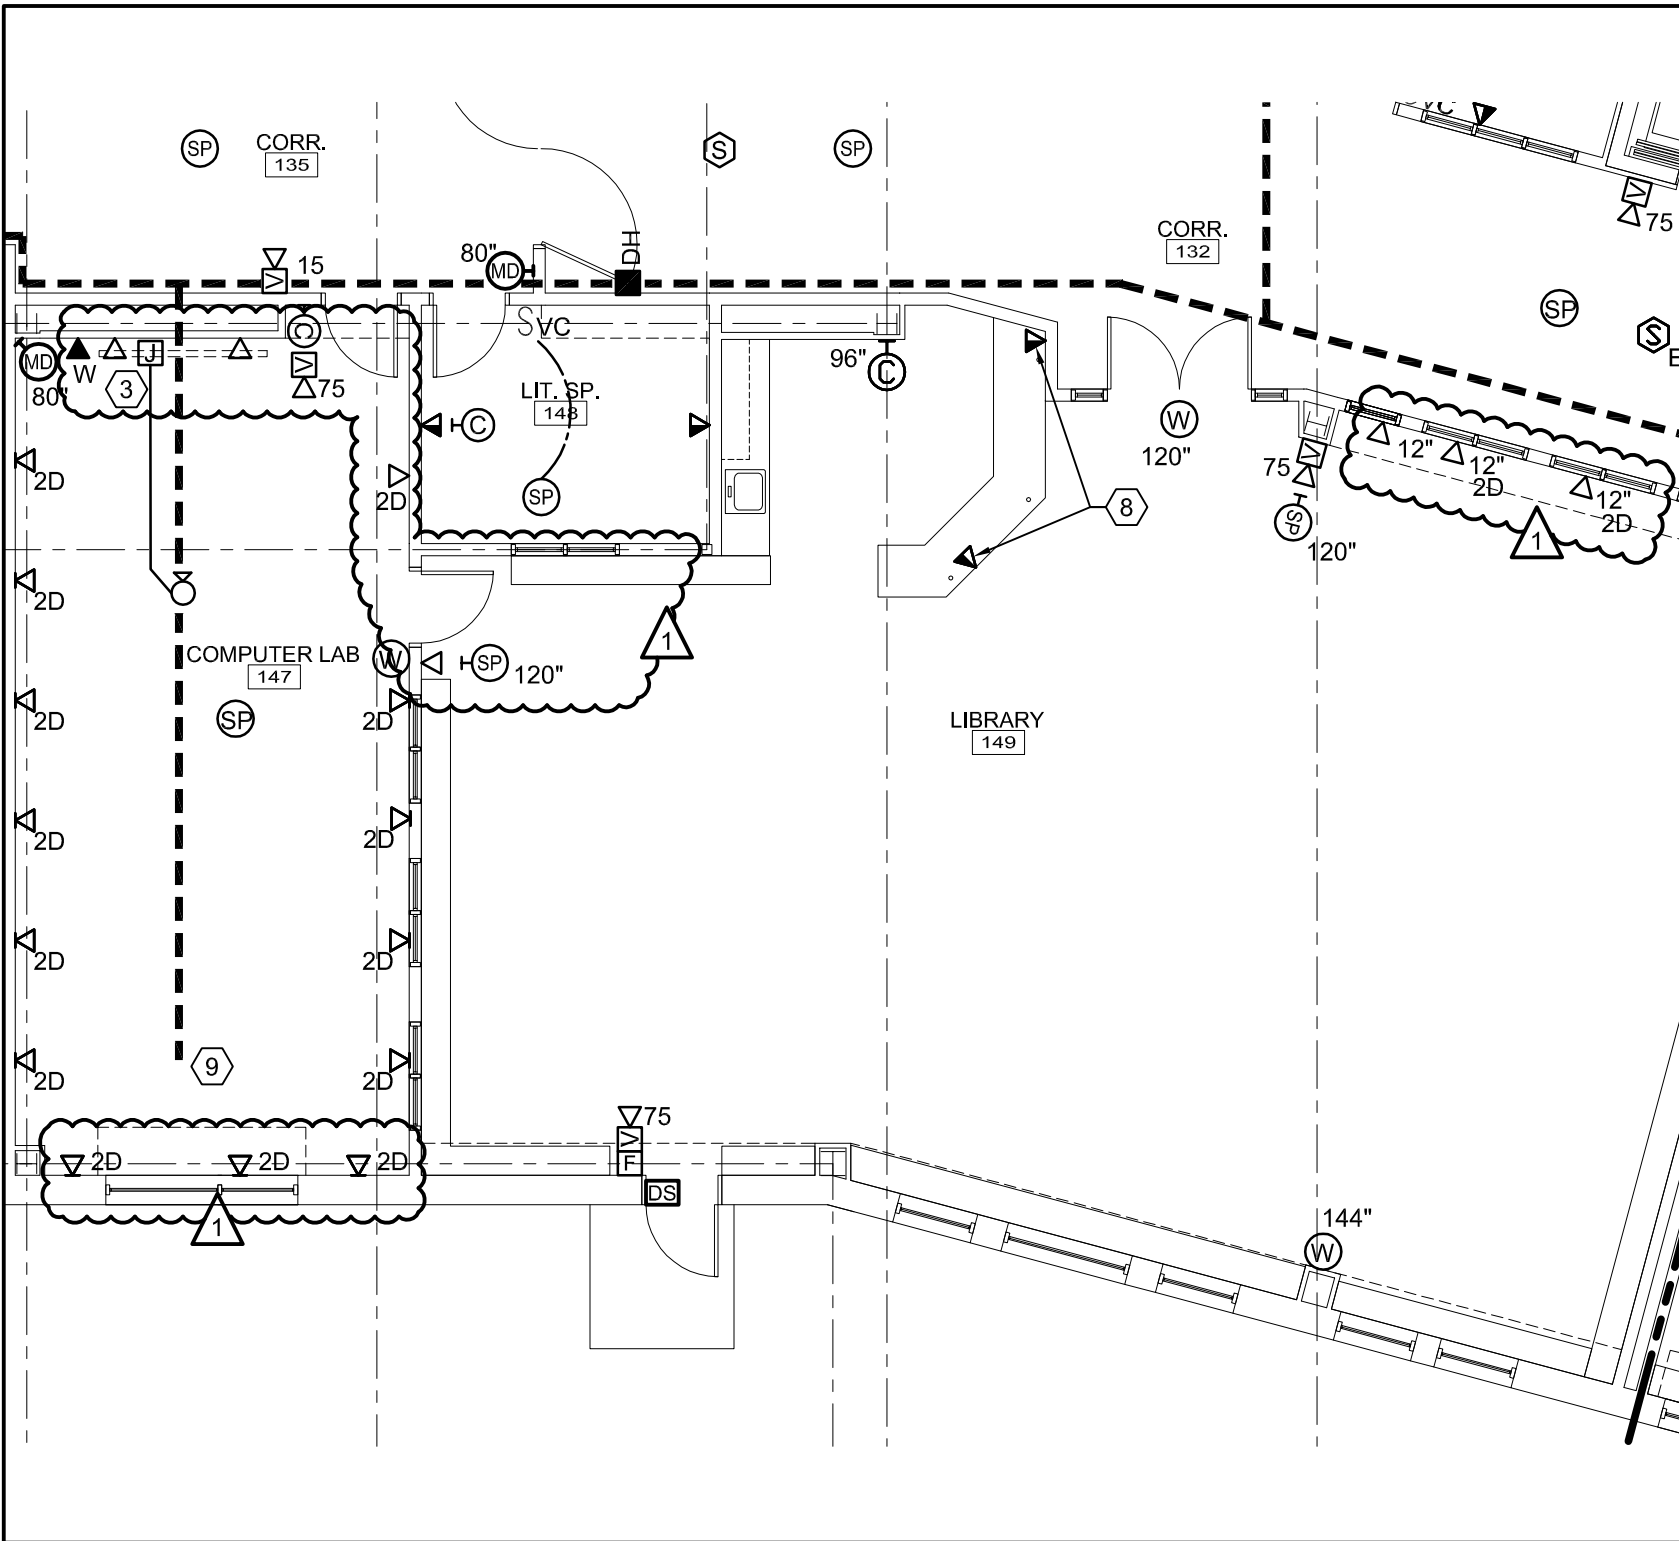 SVC
SP
CORR.
135
S
SP
V
75
CORR.
132
DH
80"
MD
V
15
SP
S
E
C
SVC
MD
W
J
V
75
80"
3
96"
C
LIT. SP.
148
C
W
120"
12"
12"
2D
12"
2D
V
75
SP
120"
1
2D
2D
SP
8
2D
COMPUTER LAB
147
W
SP
120"
1
2D
SP
2D
LIBRARY
149
2D
2D
2D
2D
9
2D
2D
75
V
F
2D
2D
2D
DS
1
144"
W